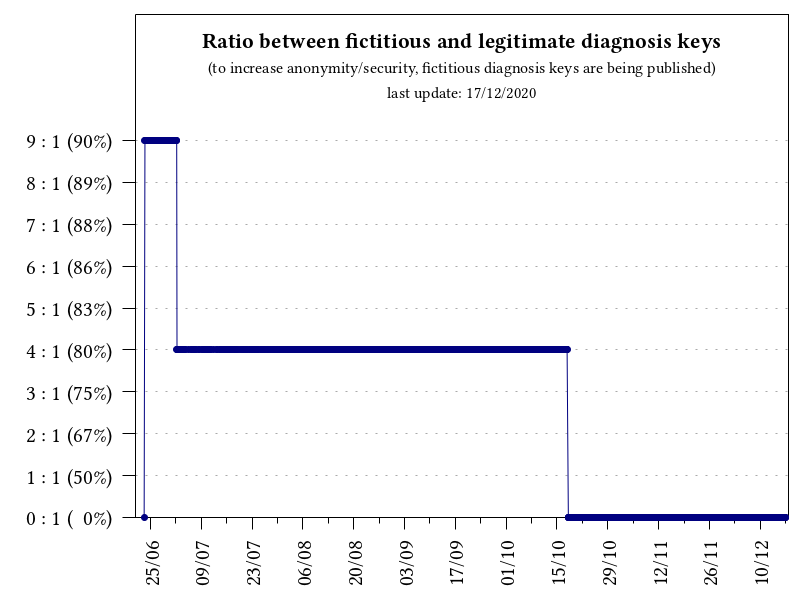 Ratio between fictitious and legitimate diagnosis keys
(to increase anonymity/security, fictitious diagnosis keys are being published)
last update: 17/12/2020
9 : 1 (90%)
8 : 1 (89%)
7 : 1 (88%)
6 : 1 (86%)
5 : 1 (83%)
4 : 1 (80%)
3 : 1 (75%)
2 : 1 (67%)
1 : 1 (50%)
0 : 1 ( 0%)
25/06
09/07
23/07
06/08
20/08
03/09
17/09
01/10
15/10
29/10
12/11
26/11
10/12